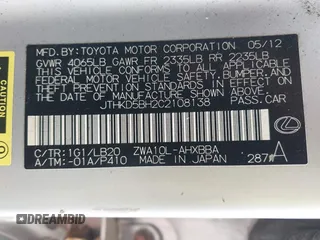 MFD. BY: TOYOTA MOTOR CORPORATION 05/12
GVWR 4065LB GAWR FR 2335LB RR 2235LB
THIS VEHICLE CONFORMS TO ALL APPLICABLE FEDERAL MOTOR VEHICLE SAFETY, BUMPER, AND THEFT PREVENTION STANDARDS IN EFFECT ON THE DATE OF MANUFACTURE SHOWN ABOVE.
JTHKD5BH2C2108138 PASS. CAR
C/TR: 1G1/LB20 ZWA10L-AHXBBA
A/TM: -01A/P410 MADE IN JAPAN 287 A
DREAMBID